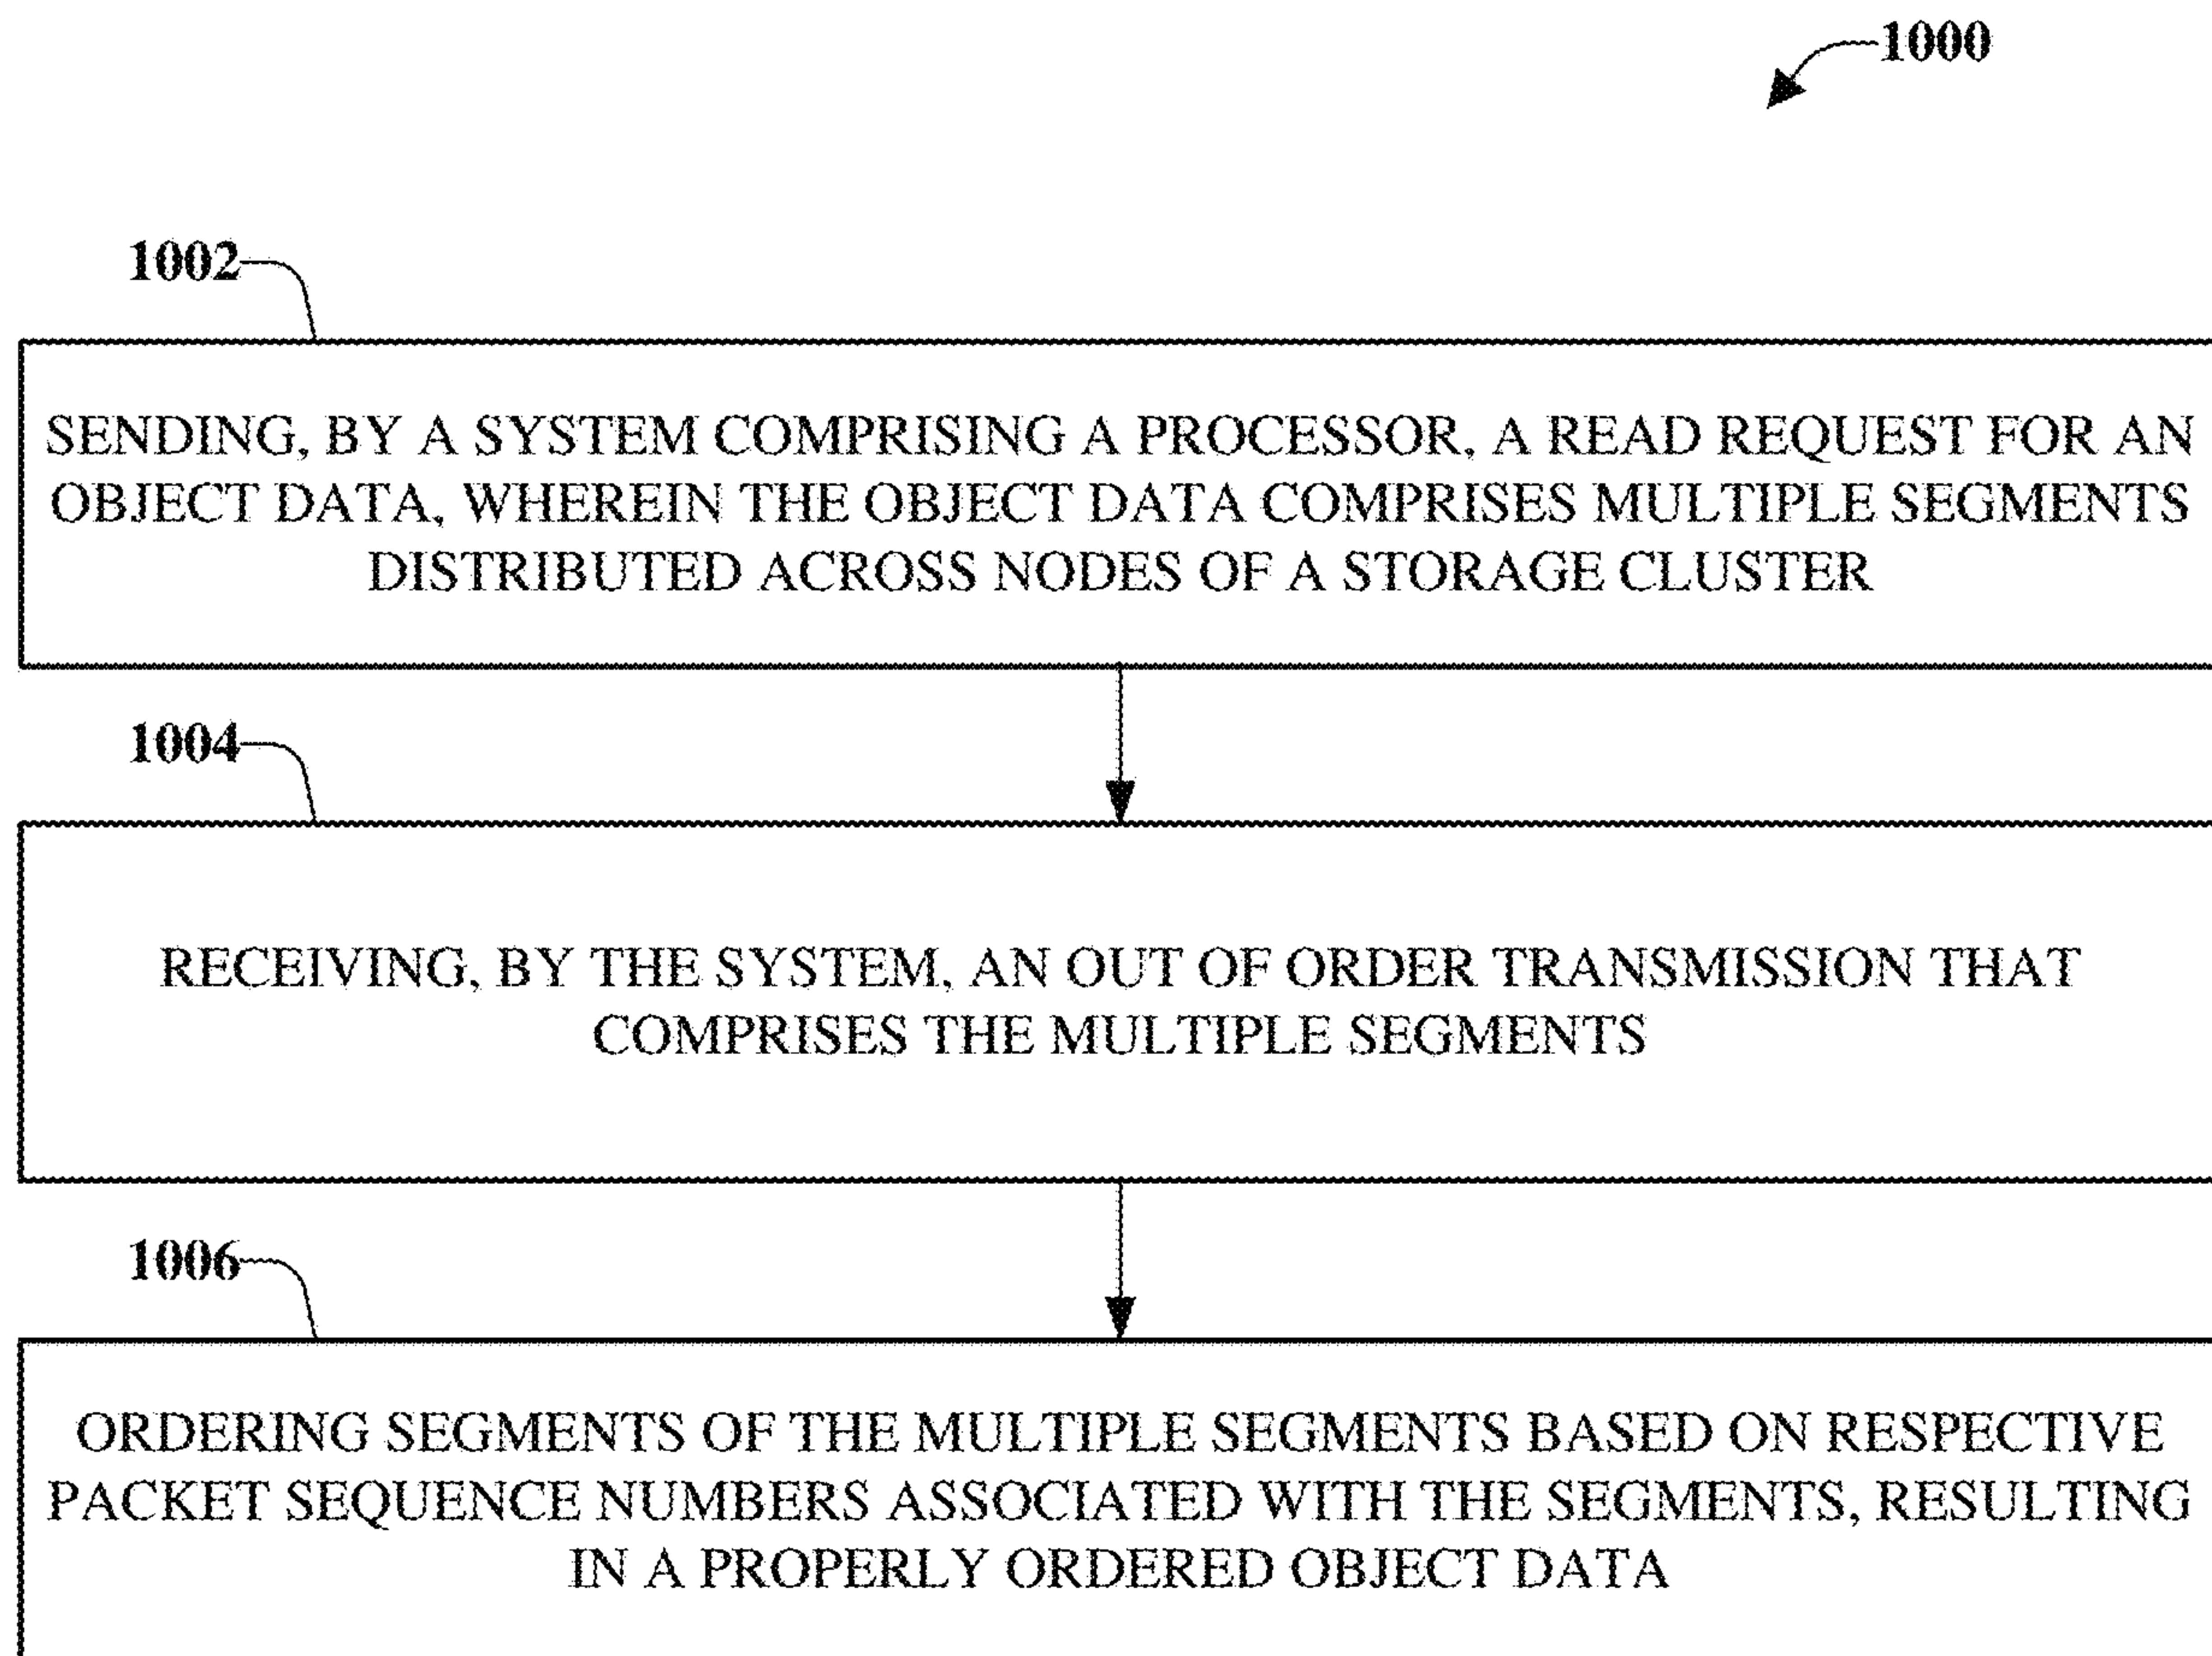 1000
1002
SENDING, BY A SYSTEM COMPRISING A PROCESSOR, A READ REQUEST FOR AN
OBJECT DATA, WHEREIN THE OBJECT DATA COMPRISES MULTIPLE SEGMENTS
DISTRIBUTED ACROSS NODES OF A STORAGE CLUSTER
1004
RECEIVING, BY THE SYSTEM, AN OUT OF ORDER TRANSMISSION THAT
COMPRISES THE MULTIPLE SEGMENTS
1006
ORDERING SEGMENTS OF THE MULTIPLE SEGMENTS BASED ON RESPECTIVE
PACKET SEQUENCE NUMBERS ASSOCIATED WITH THE SEGMENTS, RESULTING
IN A PROPERLY ORDERED OBJECT DATA